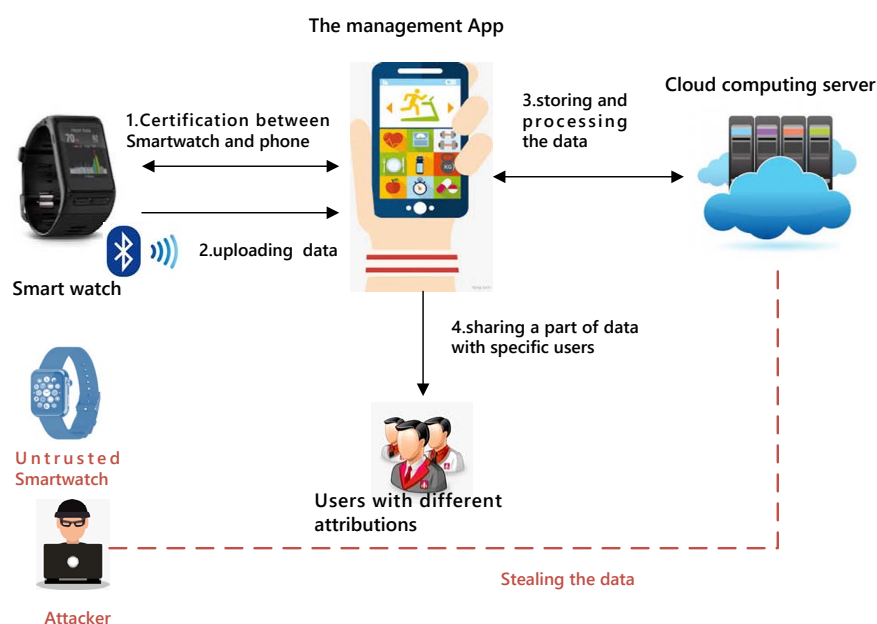 The management App
Cloud computing server
1.Certification between
Smartwatch and phone
3.storing and
processing
the data
2.uploading data
Smart watch
4.sharing a part of data
with specific users
Untrusted
Smartwatch
Users with different
attributions
Stealing the data
Attacker
KG
70